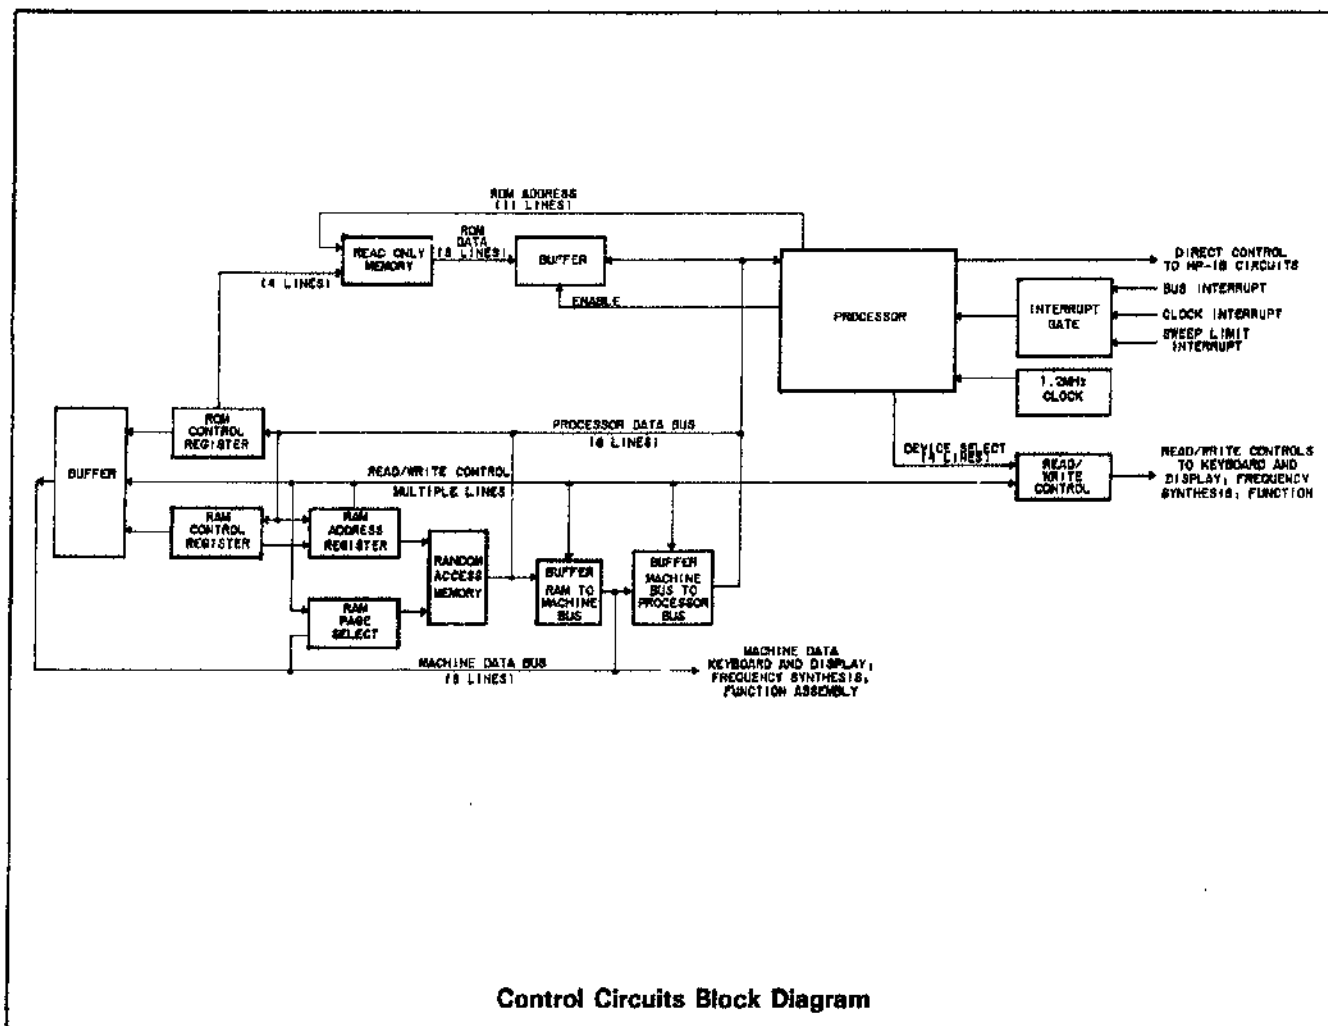 ROM ADDRESS
(11 LINES)
ROM
DATA
(8 LINES)
READ ONLY
MEMORY
BUFFER
(4 LINES)
ENABLE
PROCESSOR
DIRECT CONTROL
TO HP-IB CIRCUITS
BUS INTERRUPT
INTERRUPT
GATE
CLOCK INTERRUPT
SWEEP LIMIT
INTERRUPT
1.2MHz
CLOCK
ROM
CONTROL
REGISTER
PROCESSOR DATA BUS
(8 LINES)
DEVICE SELECT
(4 LINES)
BUFFER
READ/WRITE CONTROL
MULTIPLE LINES
READ/
WRITE
CONTROL
READ/WRITE CONTROLS
TO KEYBOARD AND
DISPLAY, FREQUENCY
SYNTHESIS, FUNCTION
RAM
CONTROL
REGISTER
RAM
ADDRESS
REGISTER
RANDOM
ACCESS
MEMORY
BUFFER
RAM TO
MACHINE
BUS
BUFFER
MACHINE
BUS TO
PROCESSOR
BUS
RAM
PAGE
SELECT
MACHINE DATA BUS
(8 LINES)
MACHINE DATA
KEYBOARD AND DISPLAY,
FREQUENCY SYNTHESIS,
FUNCTION ASSEMBLY
Control Circuits Block Diagram